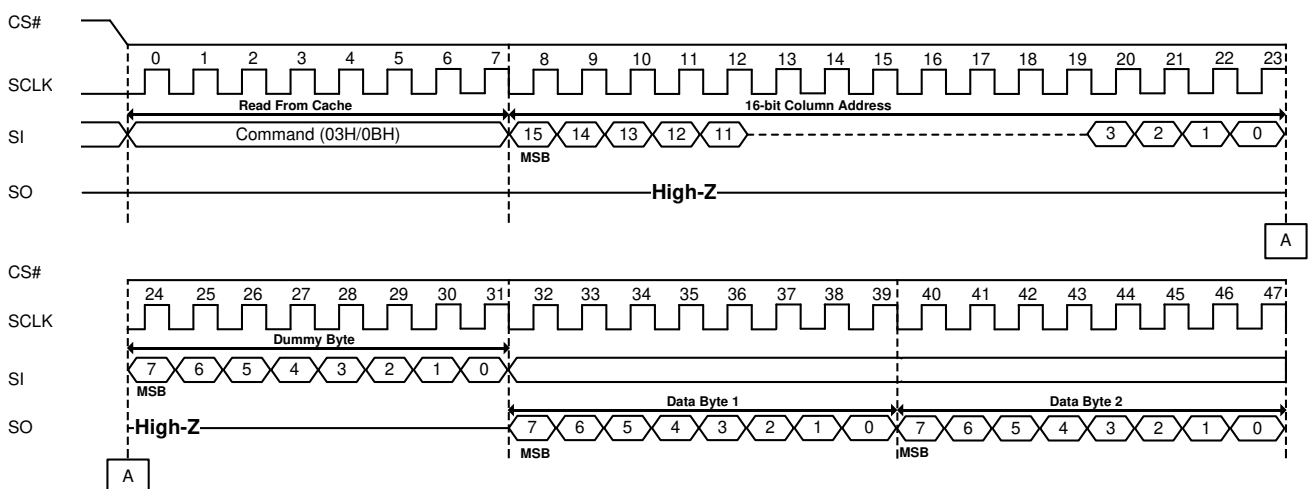 CS#
0 1 2 3 4 5 6 7 8 9 10 11 12 13 14 15 16 17 18 19 20 21 22 23
SCLK
Read From Cache 16-bit Column Address
SI Command (03H/0BH) 15 14 13 12 11 3 2 1 0
MSB
SO High-Z
A
CS#
24 25 26 27 28 29 30 31 32 33 34 35 36 37 38 39 40 41 42 43 44 45 46 47
SCLK
Dummy Byte
SI 7 6 5 4 3 2 1 0
MSB
Data Byte 1 Data Byte 2
SO High-Z 7 6 5 4 3 2 1 0 7 6 5 4 3 2 1 0
MSB MSB
A